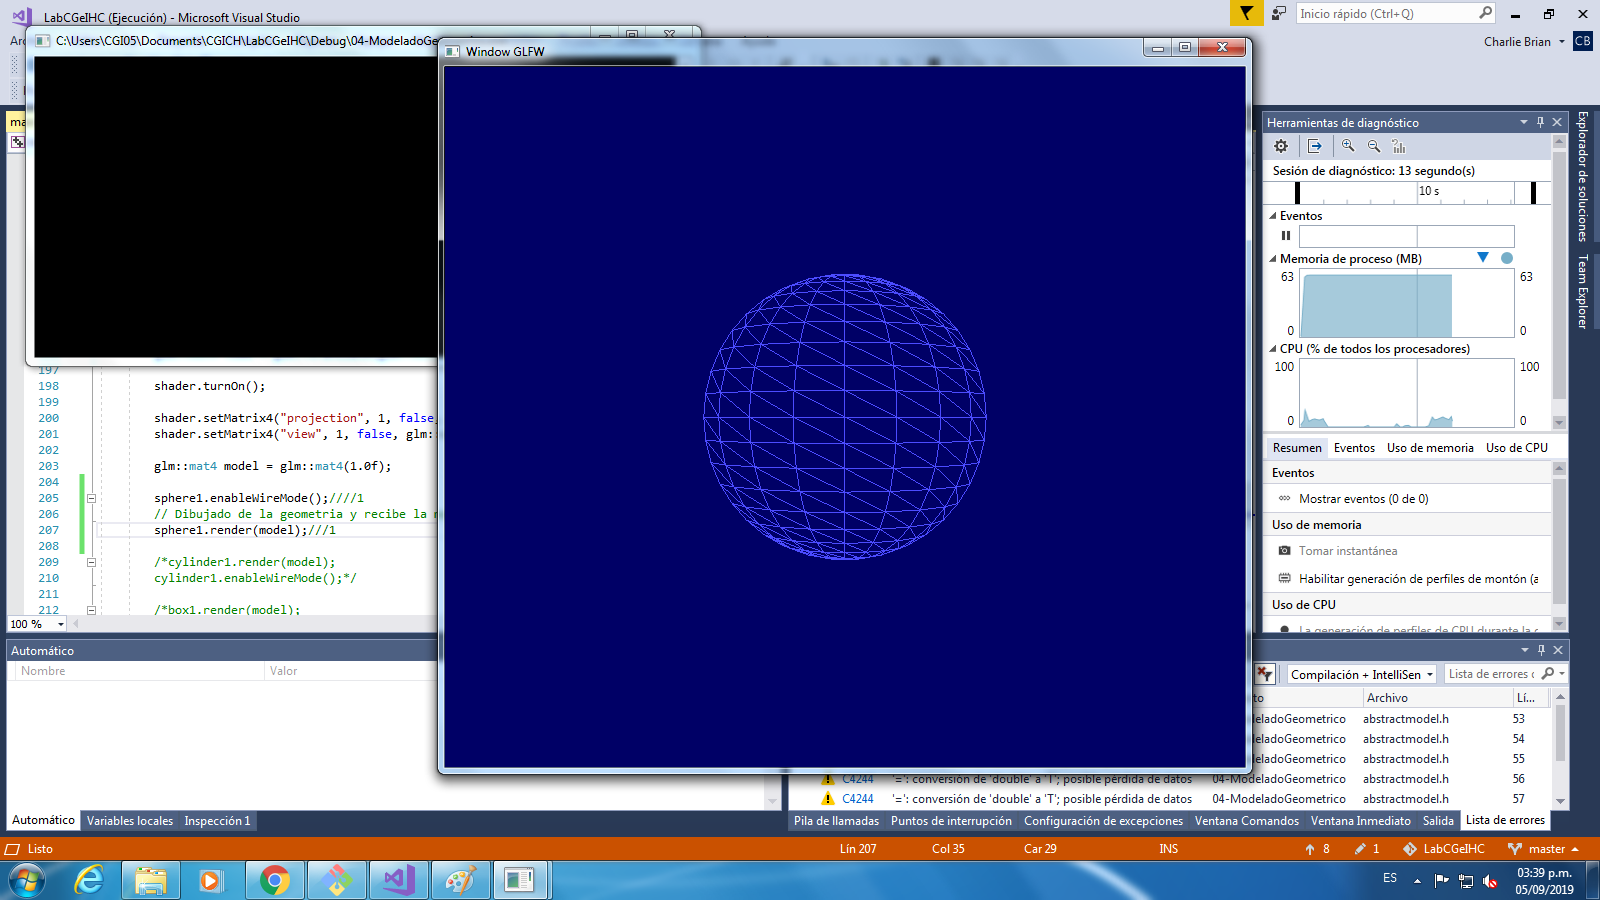 LabCGeIHC (Ejecución) - Microsoft Visual Studio
Inicio rápido (Ctrl+Q)
Charlie Brian
CB
C:\Users\CGI05\Documents\CGICH\LabCGeIHC\Debug\04-ModeladoGeo
Window GLFW
197
198 shader.turnOn();
199
200 shader.setMatrix4("projection", 1, false,
201 shader.setMatrix4("view", 1, false, glm::
202
203 glm::mat4 model = glm::mat4(1.0f);
204
205 sphere1.enableWireMode();////1
206 // Dibujado de la geometria y recibe la
207 sphere1.render(model);///1
208
209 /*cylinder1.render(model);
210 cylinder1.enableWireMode();*/
211
212 /*box1.render(model);
100 %
Automático
Nombre Valor
Automático Variables locales Inspección 1
Herramientas de diagnóstico
Sesión de diagnóstico: 13 segundo(s)
10 s
Eventos
Memoria de proceso (MB)
63 63
0 0
CPU (% de todos los procesadores)
100 100
0 0
Resumen Eventos Uso de memoria Uso de CPU
Eventos
Mostrar eventos (0 de 0)
Uso de memoria
Tomar instantánea
Habilitar generación de perfiles de montón (a
Uso de CPU
La generación de perfiles de CPU durante la
Explorador de soluciones
Team Explorer
Compilación + IntelliSen
Lista de errores
Archivo Lí...
eladoGeometrico abstractmodel.h 53
eladoGeometrico abstractmodel.h 54
eladoGeometrico abstractmodel.h 55
C4244 '=': conversión de 'double' a 'T'; posible pérdida de datos 04-ModeladoGeometrico abstractmodel.h 56
C4244 '=': conversión de 'double' a 'T'; posible pérdida de datos 04-ModeladoGeometrico abstractmodel.h 57
Pila de llamadas Puntos de interrupción Configuración de excepciones Ventana Comandos Ventana Inmediato Salida Lista de errores
Listo Lín 207 Col 35 Car 29 INS 8 1 LabCGeIHC master
ES
03:39 p.m.
05/09/2019